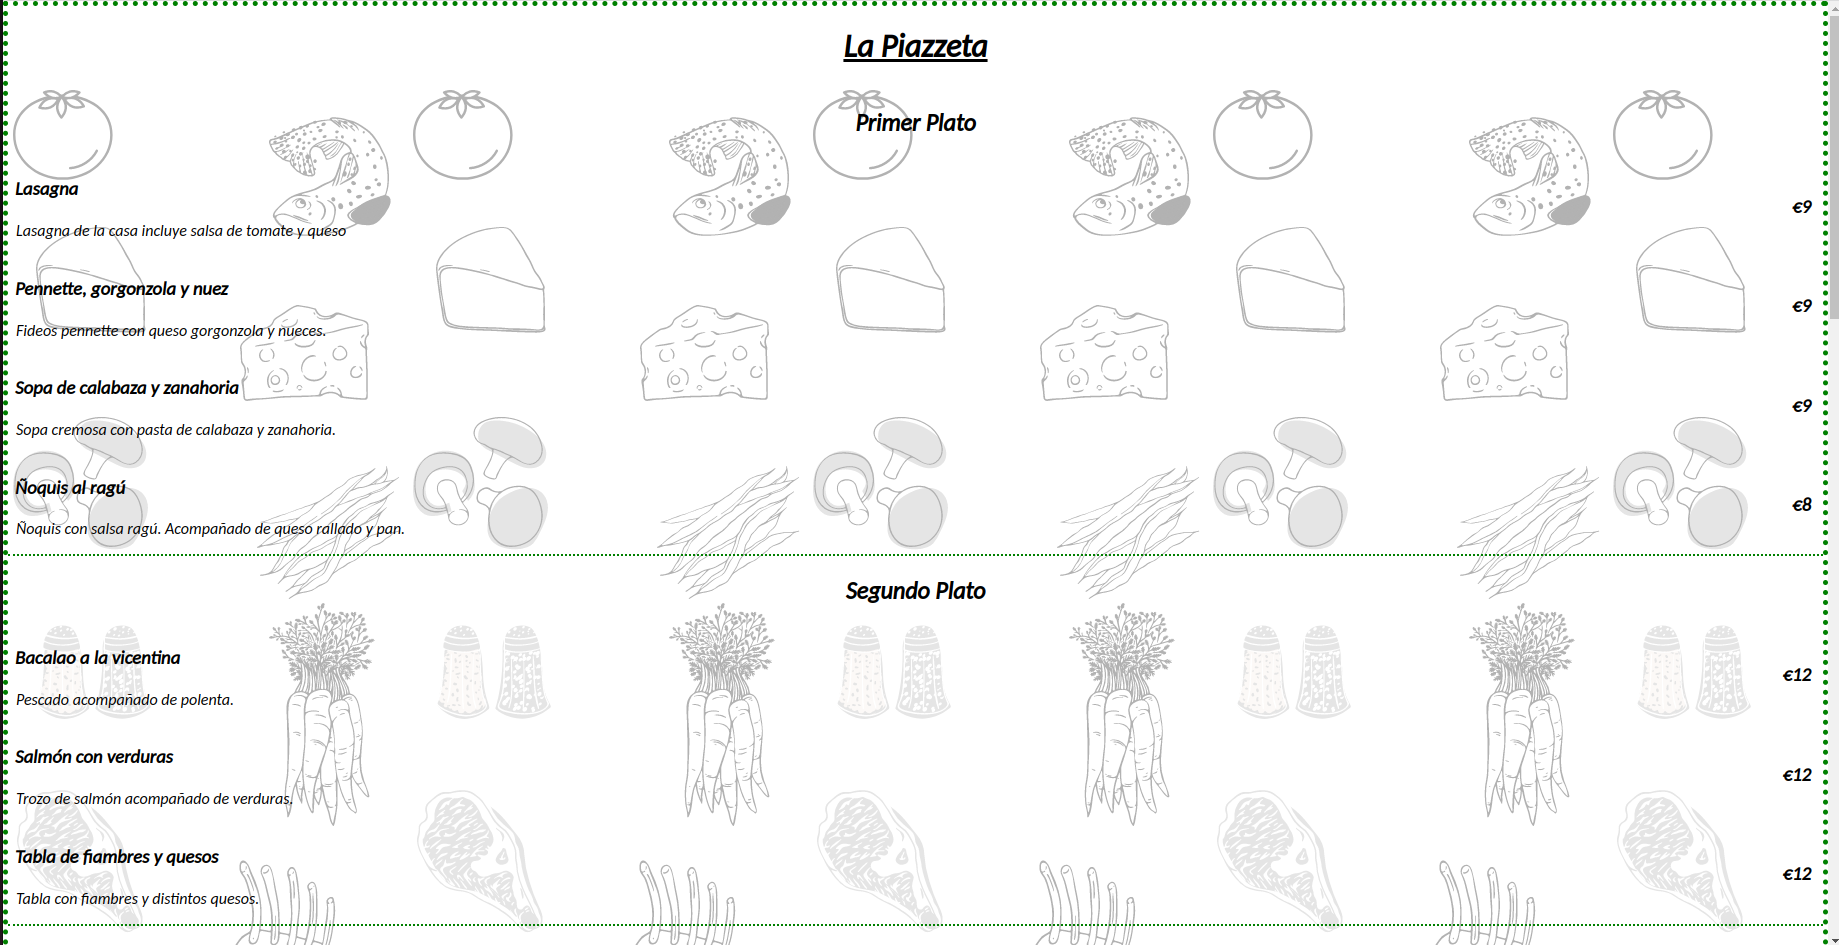 La Piazzeta
Primer Plato
Lasagna
Lasagna de la casa incluye salsa de tomate y queso
€9
Pennette, gorgonzola y nuez
Fideos pennette con queso gorgonzola y nueces.
€9
Sopa de calabaza y zanahoria
Sopa cremosa con pasta de calabaza y zanahoria.
€9
Ñoquis al ragú
Ñoquis con salsa ragú. Acompañado de queso rallado y pan.
€8
Segundo Plato
Bacalao a la vicentina
Pescado acompañado de polenta.
€12
Salmón con verduras
Trozo de salmón acompañado de verduras.
€12
Tabla de fiambres y quesos
Tabla con fiambres y distintos quesos.
€12